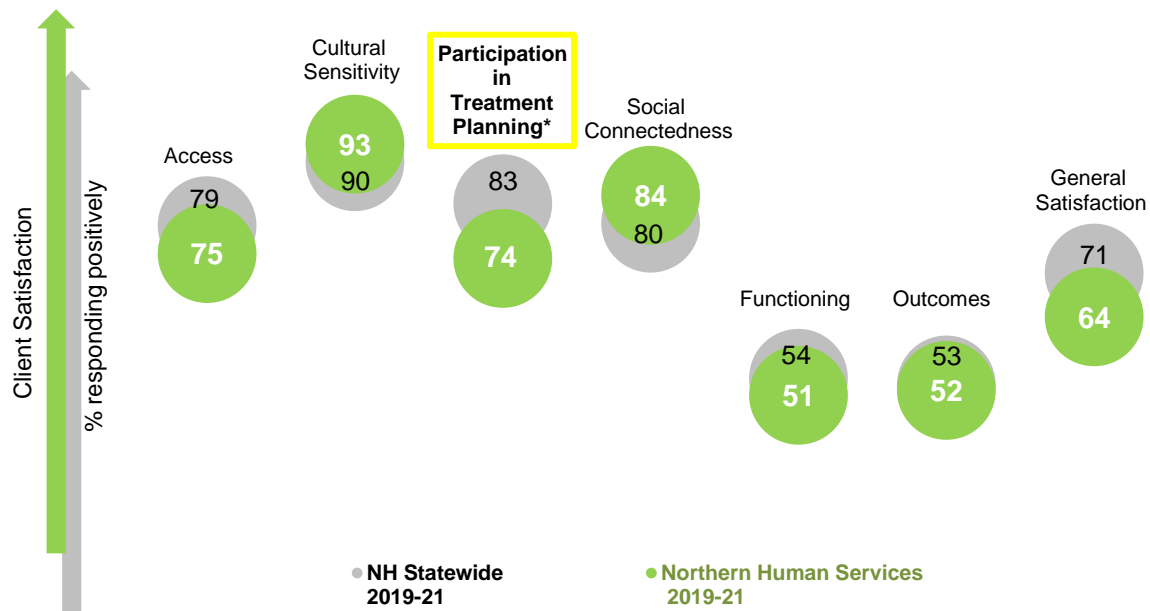 Client Satisfaction
% responding positively
Access
79
75
Cultural
Sensitivity
93
90
Participation
in
Treatment
Planning*
83
74
Social
Connectedness
84
80
Functioning
54
51
Outcomes
53
52
General
Satisfaction
71
64
NH Statewide
2019-21
Northern Human Services
2019-21